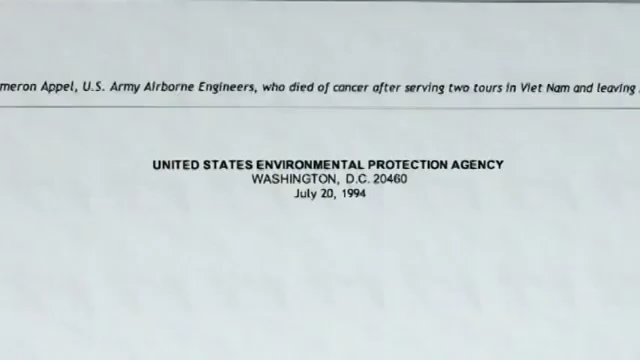 meron Appel, U.S. Army Airborne Engineers, who died of cancer after serving two tours in Viet Nam and leaving
UNITED STATES ENVIRONMENTAL PROTECTION AGENCY
WASHINGTON, D.C. 20460
July 20, 1994